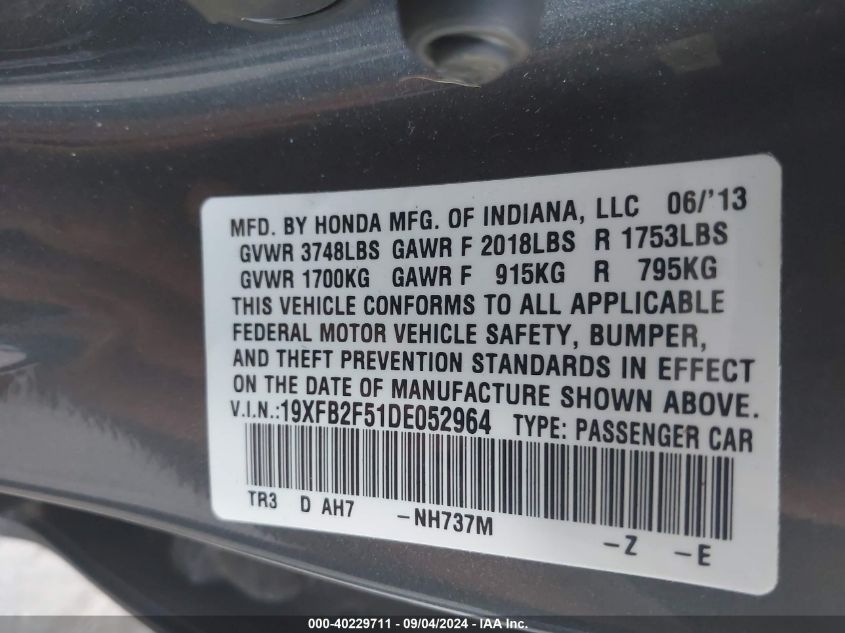 MFD. BY HONDA MFG. OF INDIANA, LLC 06/'13
GVWR 3748LBS GAWR F 2018LBS R 1753LBS
GVWR 1700KG GAWR F 915KG R 795KG
THIS VEHICLE CONFORMS TO ALL APPLICABLE
FEDERAL MOTOR VEHICLE SAFETY, BUMPER,
AND THEFT PREVENTION STANDARDS IN EFFECT
ON THE DATE OF MANUFACTURE SHOWN ABOVE.
V.I.N.:19XFB2F51DE052964 TYPE: PASSENGER CAR
TR3 D AH7 -NH737M -Z -E
000-40229711 - 09/04/2024 - IAA Inc.